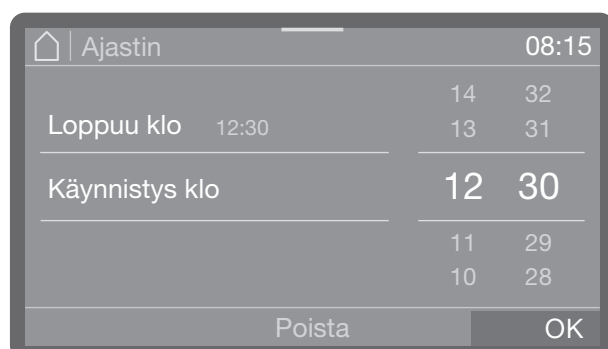 Ajastin 08:15
14 32
Loppuu klo 12:30 13 31
Käynnistys klo 12 30
11 29
10 28
Poista OK